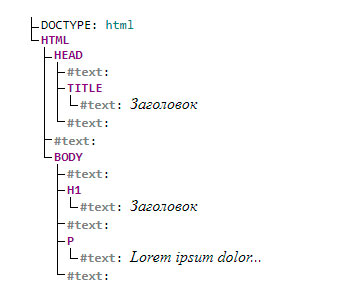 DOCTYPE: html
HTML
HEAD
#text:
TITLE
#text: Заголовок
#text:
#text:
BODY
#text:
H1
#text: Заголовок
#text:
P
#text: Lorem ipsum dolor...
#text: